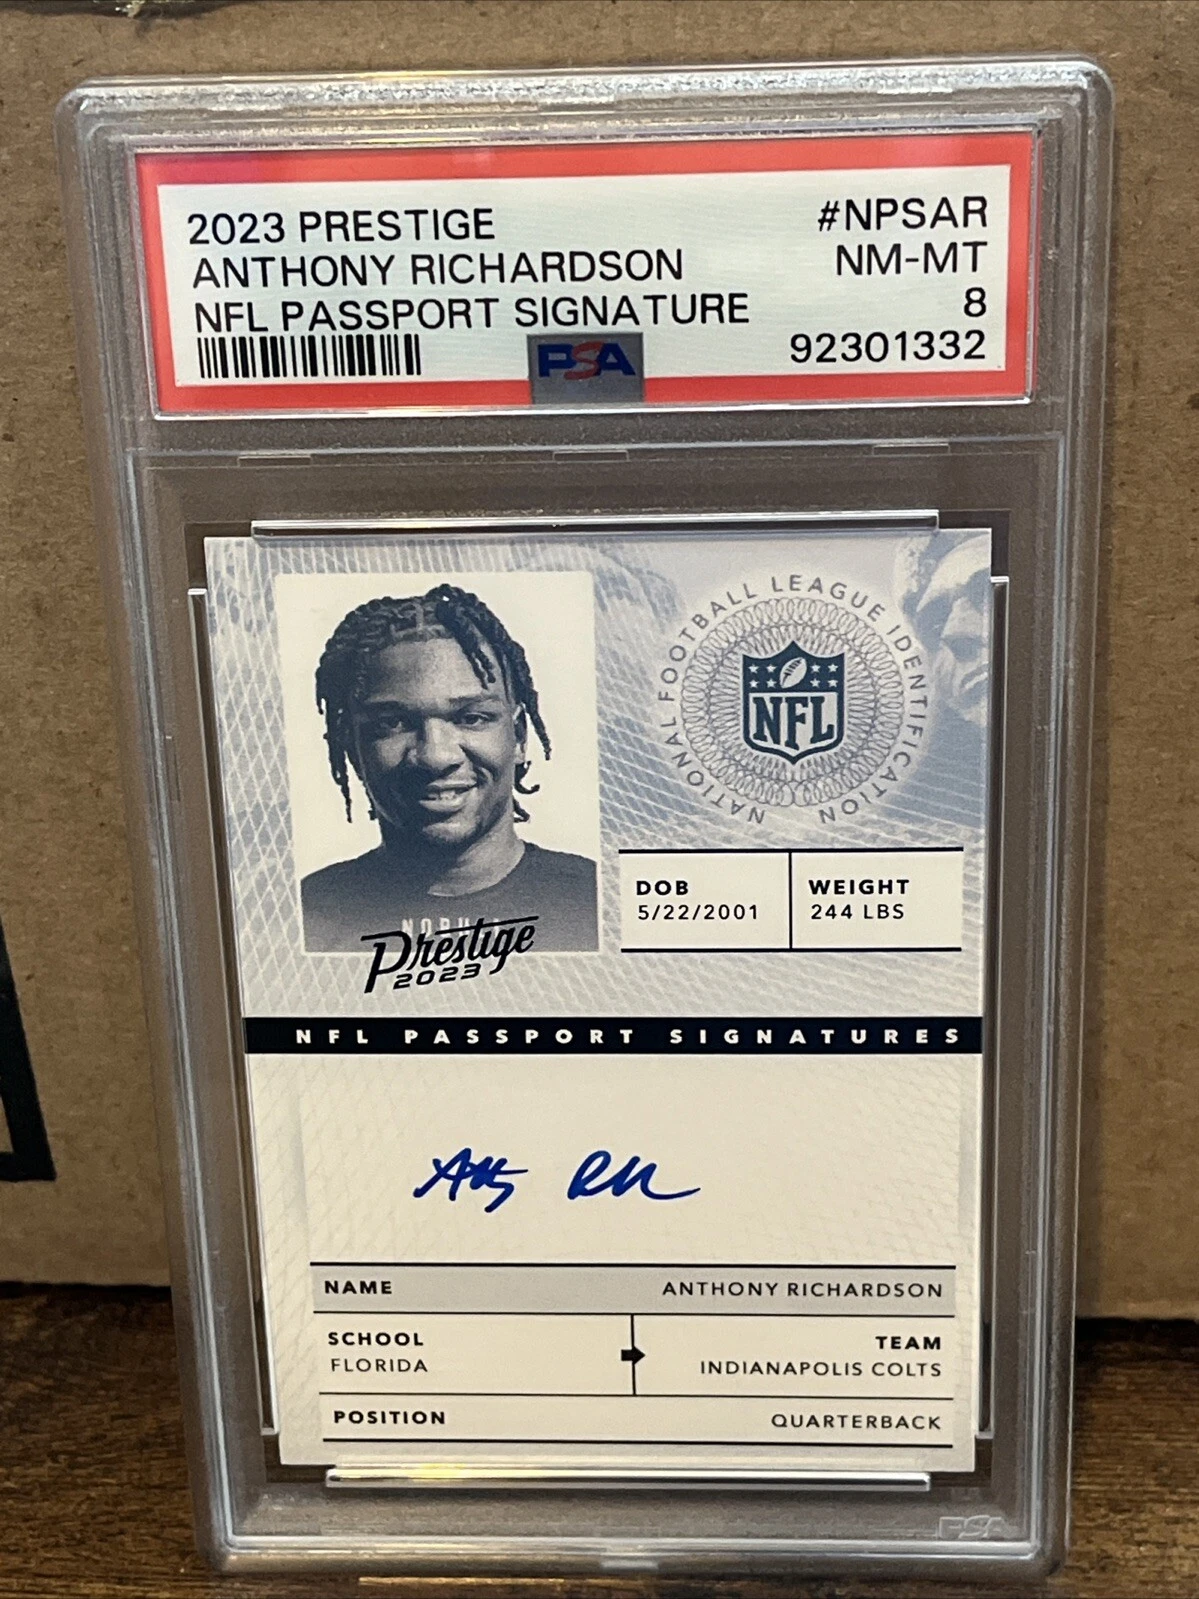 2023 PRESTIGE #NPSAR
ANTHONY RICHARDSON NM-MT
NFL PASSPORT SIGNATURE 8
PSA 92301332
NATIONAL FOOTBALL LEAGUE IDENTIFICATION
NFL
DOB WEIGHT
5/22/2001 244 LBS
Prestige
2023
NFL PASSPORT SIGNATURES
NAME ANTHONY RICHARDSON
SCHOOL TEAM
FLORIDA INDIANAPOLIS COLTS
POSITION QUARTERBACK
PSA